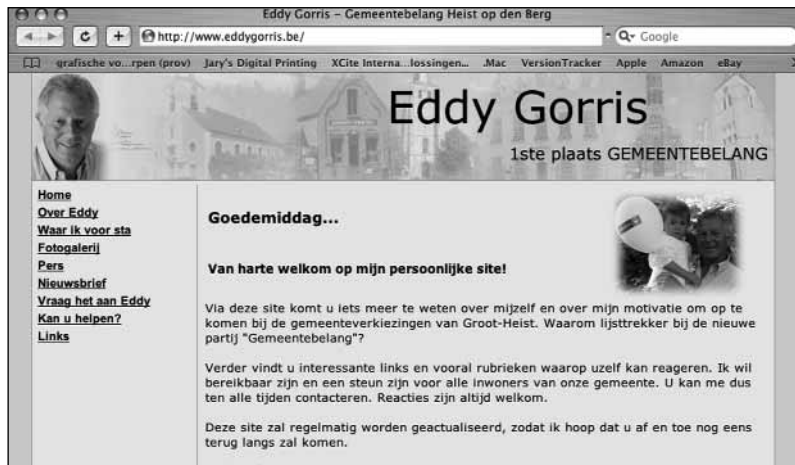 Eddy Gorris – Gemeentebelang Heist op den Berg
http://www.eddygorris.be/
Google
grafische vo...rpen (prov) Jary's Digital Printing XCite Interna...lossingen... .Mac VersionTracker Apple Amazon eBay
Eddy Gorris
1ste plaats GEMEENTEBELANG
Home
Over Eddy
Waar ik voor sta
Fotogalerij
Pers
Nieuwsbrief
Vraag het aan Eddy
Kan u helpen?
Links
Goedemiddag...
Van harte welkom op mijn persoonlijke site!
Via deze site komt u iets meer te weten over mijzelf en over mijn motivatie om op te
komen bij de gemeenteverkiezingen van Groot-Heist. Waarom lijsttrekker bij de nieuwe
partij "Gemeentebelang"?
Verder vindt u interessante links en vooral rubrieken waarop uzelf kan reageren. Ik wil
bereikbaar zijn en een steun zijn voor alle inwoners van onze gemeente. U kan me dus
ten alle tijden contacteren. Reacties zijn altijd welkom.
Deze site zal regelmatig worden geactualiseerd, zodat ik hoop dat u af en toe nog eens
terug langs zal komen.